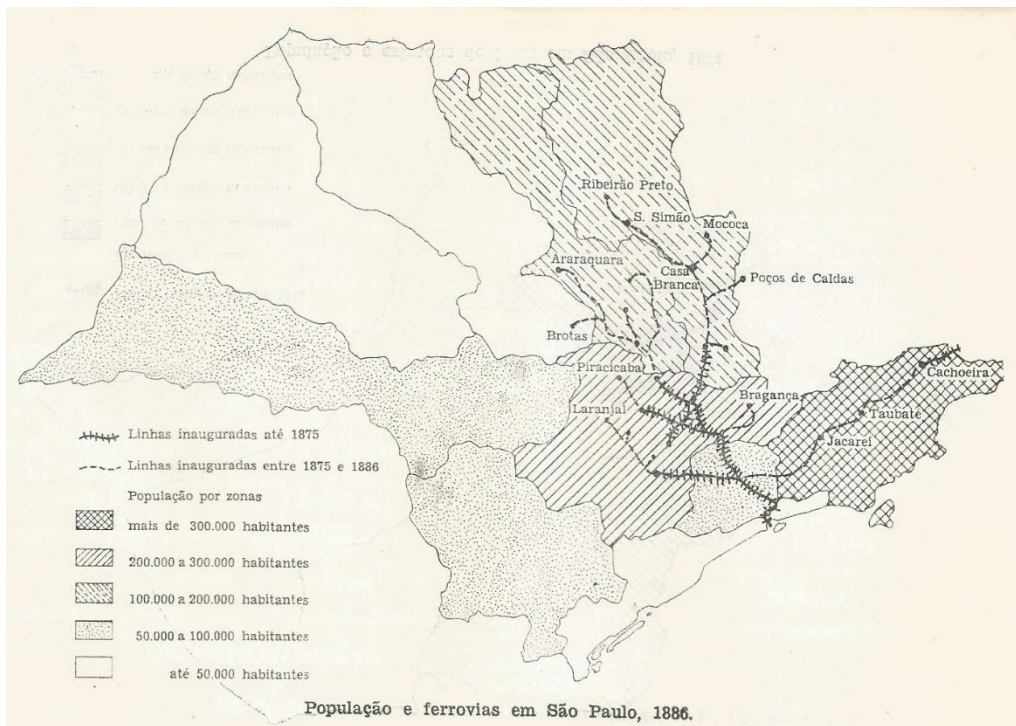 Ribeirão Preto
S. Simão
Mococa
Araraquara
Casa
Branca
Poços de Caldas
Brotas
Piracicaba
Cachoeira
Bragança
Laranjal
Taubaté
Jacareí
Linhas inauguradas até 1875
Linhas inauguradas entre 1875 e 1886
População por zonas
mais de 300.000 habitantes
200.000 a 300.000 habitantes
100.000 a 200.000 habitantes
50.000 a 100.000 habitantes
até 50.000 habitantes
População e ferrovias em São Paulo, 1886.